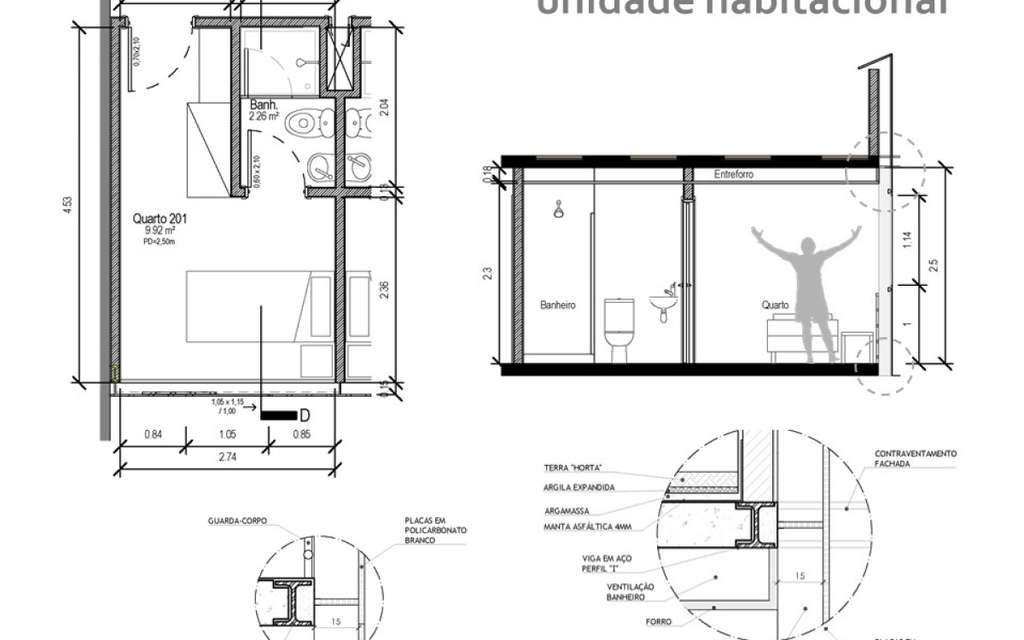 unidade habitacional
0,70x2,10
Banh.
2.26 m²
0,60 x 2,10
2.04
0.13
4.53
Quarto 201
9.92 m²
PD=2,50m
2.36
0.15
1,05 x 1,15
/ 1,00
D
0.84
1.05
0.85
2.74
Entreforro
0.18
2.3
Banheiro
Quarto
1.14
2.5
1
GUARDA-CORPO
PLACAS EM
POLICARBONATO
BRANCO
15
TERRA "HORTA"
ARGILA EXPANDIDA
ARGAMASSA
MANTA ASFÁLTICA 4MM
VIGA EM AÇO
PERFIL "I"
VENTILAÇÃO
BANHEIRO
FORRO
CONTRAVENTAMENTO
FACHADA
15